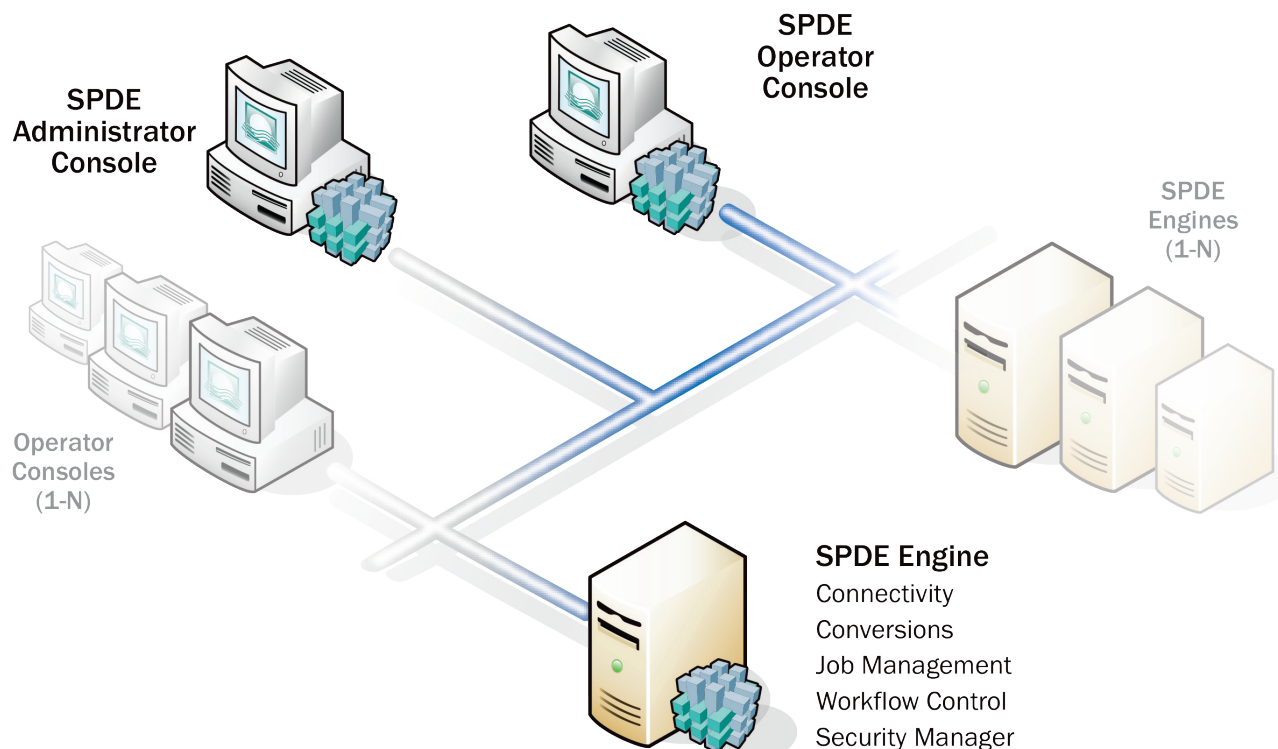 SPDE
Operator
Console
SPDE
Administrator
Console
SPDE
Engines
(1-N)
Operator
Consoles
(1-N)
SPDE Engine
Connectivity
Conversions
Job Management
Workflow Control
Security Manager